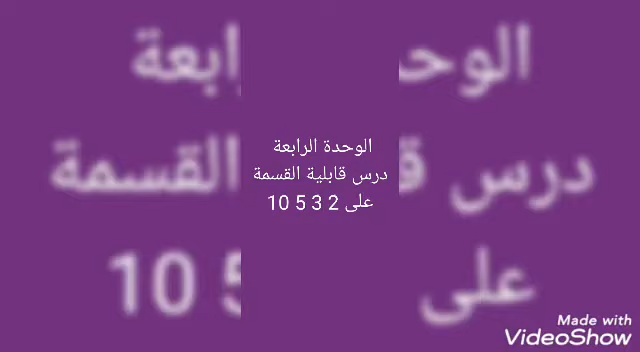 الوحدة الرابعة
درس قابلية القسمة
على 2 3 5 10
Made with
VideoShow